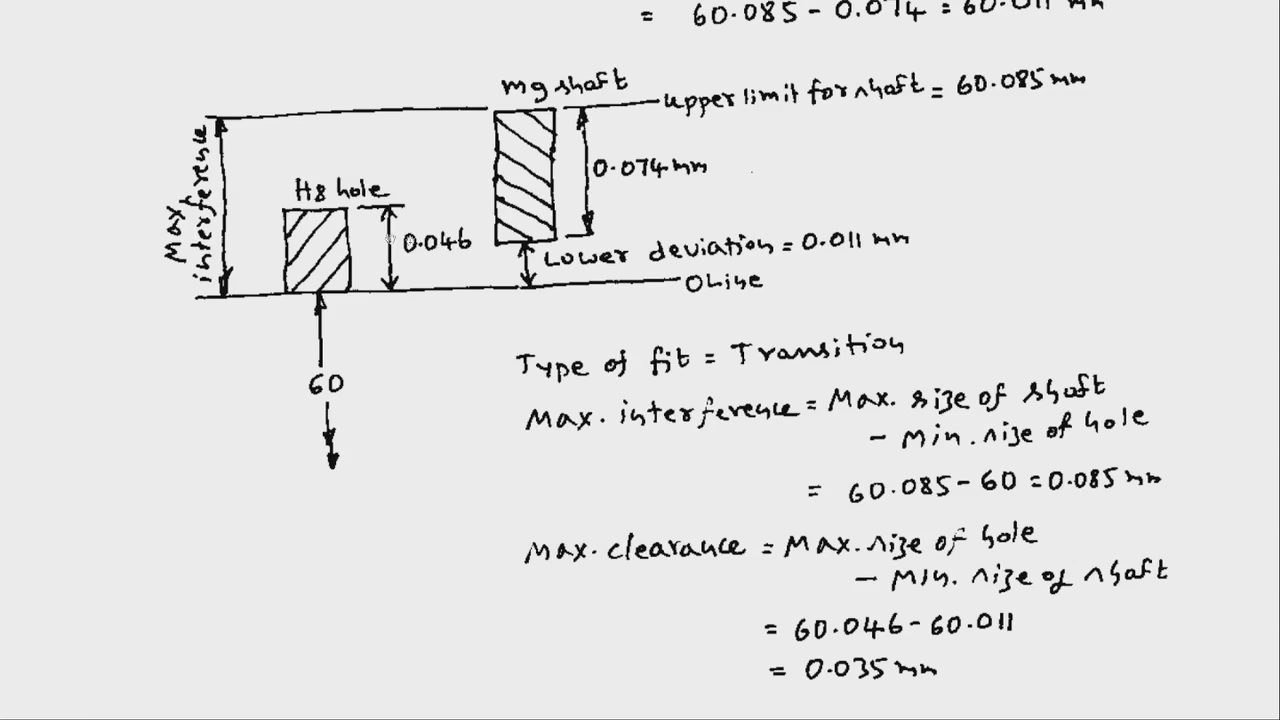 = 60.085 - 0.074 = 60.011 mm
m9 shaft
Upper limit for shaft = 60.085 mm
Max interference
H8 hole
0.074 mm
0.046
Lower deviation = 0.011 mm
0 line
60
Type of fit = Transition
Max. interference = Max. size of shaft
- Min. size of hole
= 60.085 - 60 = 0.085 mm
Max. clearance = Max. size of hole
- Min. size of shaft
= 60.046 - 60.011
= 0.035 mm